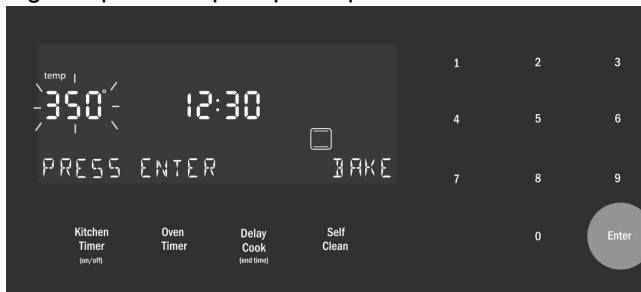 temp
350° 12:30
PRESS ENTER BAKE
Kitchen Timer (on/off)
Oven Timer
Delay Cook (end time)
Self Clean
1 2 3
4 5 6
7 8 9
0 Enter